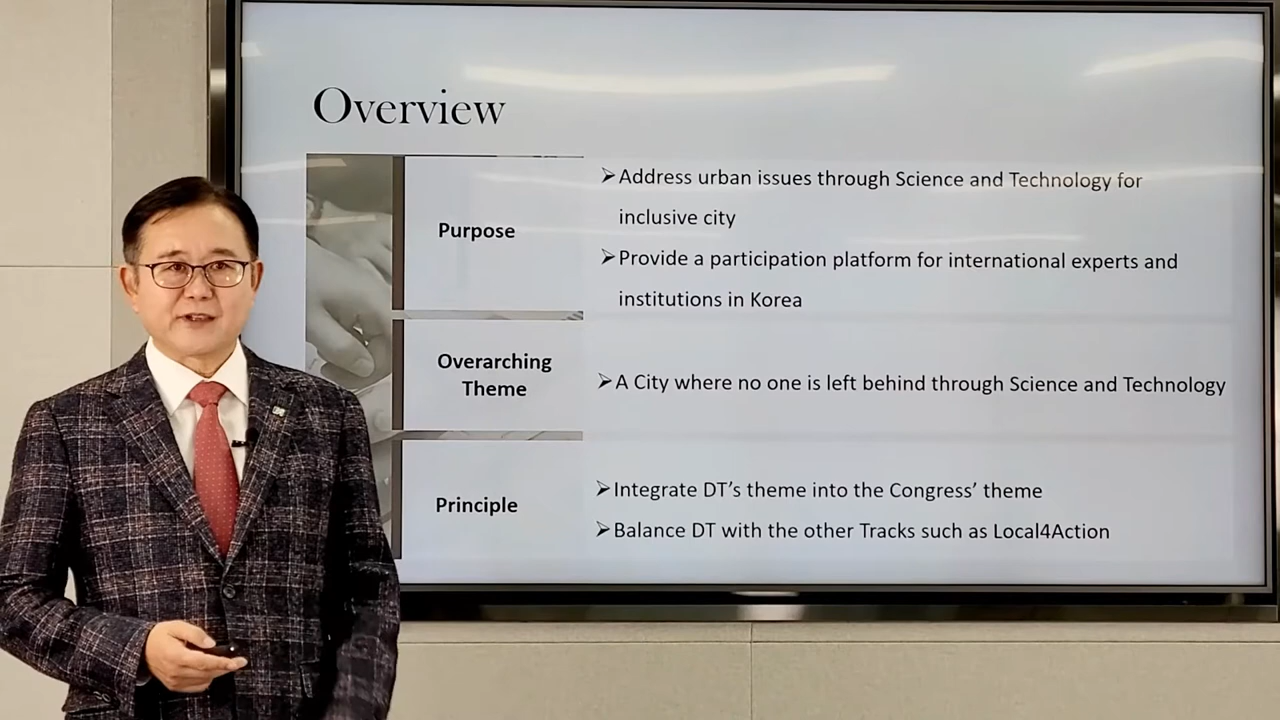 Overview
Purpose
➢Address urban issues through Science and Technology for
inclusive city
➢Provide a participation platform for international experts and
institutions in Korea
Overarching
Theme
➢A City where no one is left behind through Science and Technology
Principle
➢Integrate DT’s theme into the Congress’ theme
➢Balance DT with the other Tracks such as Local4Action